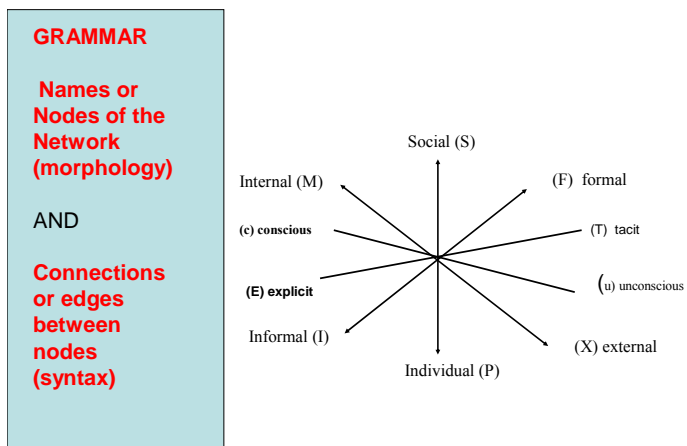 GRAMMAR
Names or
Nodes of the
Network
(morphology)
AND
Connections
or edges
between
nodes
(syntax)
Social (S)
Internal (M)
(F) formal
(c) conscious
(T) tacit
(E) explicit
(u) unconscious
Informal (I)
(X) external
Individual (P)